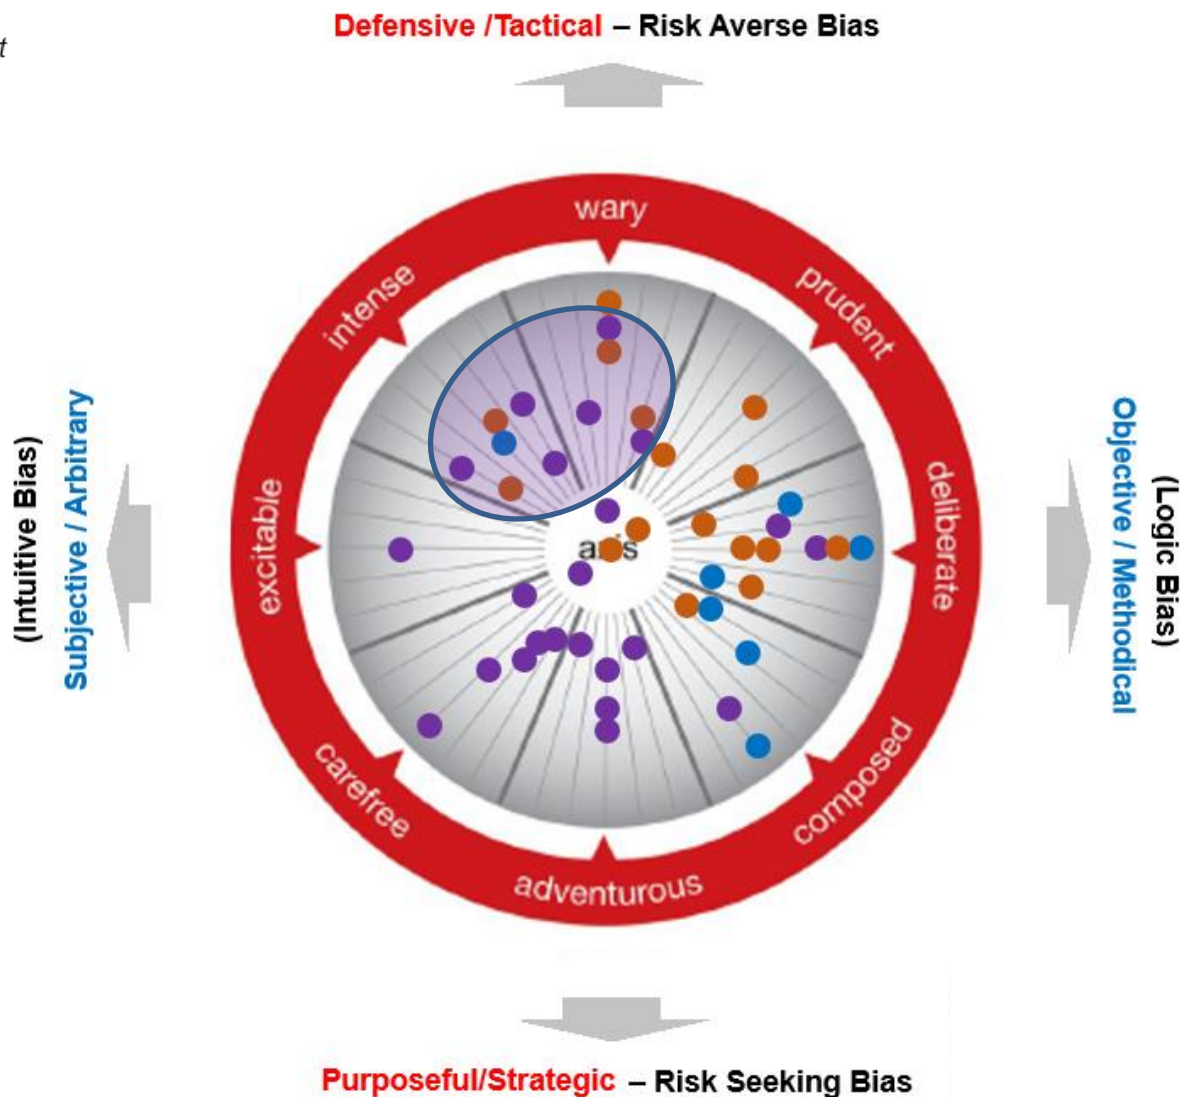 Defensive /Tactical – Risk Averse Bias
t
wary
intense
prudent
excitable
deliberate
axis
carefree
composed
adventurous
(Intuitive Bias)
Subjective / Arbitrary
Objective / Methodical
(Logic Bias)
Purposeful/Strategic – Risk Seeking Bias